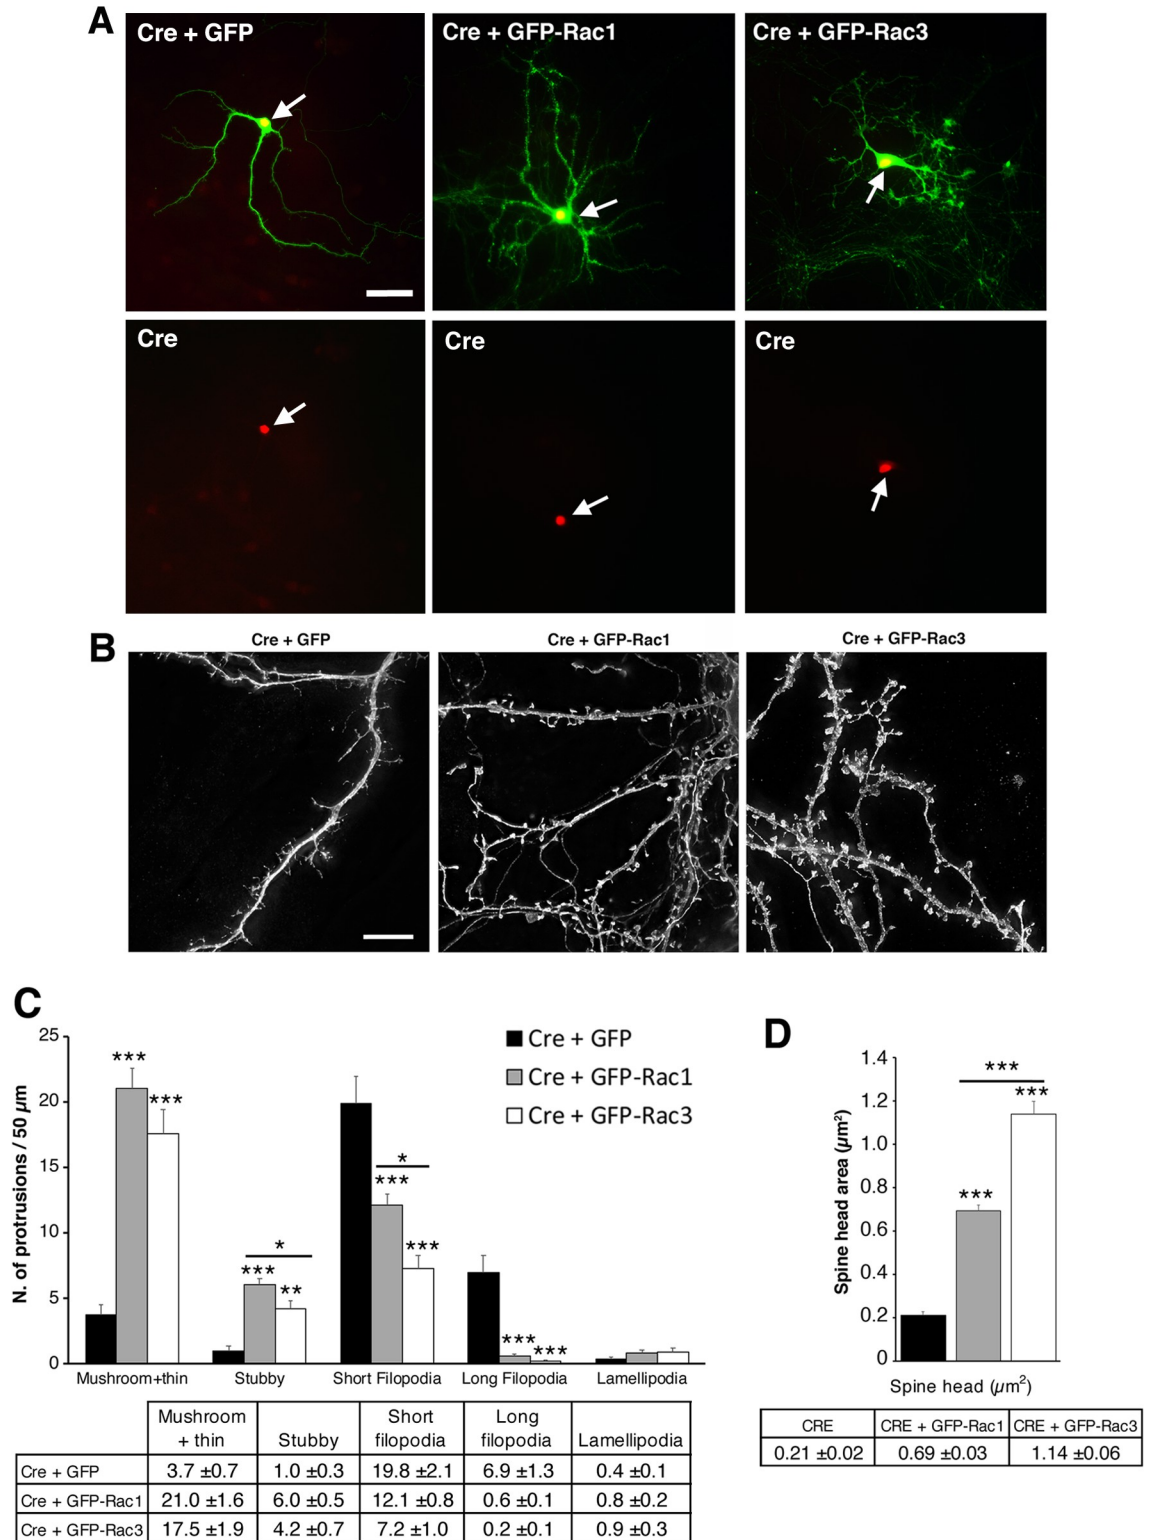 A
Cre + GFP
Cre + GFP-Rac1
Cre + GFP-Rac3
Cre
Cre
Cre
B
Cre + GFP
Cre + GFP-Rac1
Cre + GFP-Rac3
C
N. of protrusions / 50 µm
25
20
15
10
5
0
***
***
*
***
**
*
***
***
***
***
Mushroom+thin
Stubby
Short Filopodia
Long Filopodia
Lamellipodia
Cre + GFP
Cre + GFP-Rac1
Cre + GFP-Rac3
Mushroom + thin Stubby Short filopodia Long filopodia Lamellipodia
Cre + GFP 3.7 ±0.7 1.0 ±0.3 19.8 ±2.1 6.9 ±1.3 0.4 ±0.1
Cre + GFP-Rac1 21.0 ±1.6 6.0 ±0.5 12.1 ±0.8 0.6 ±0.1 0.8 ±0.2
Cre + GFP-Rac3 17.5 ±1.9 4.2 ±0.7 7.2 ±1.0 0.2 ±0.1 0.9 ±0.3
D
Spine head area (µm²)
1.4
1.2
1.0
0.8
0.6
0.4
0.2
0
***
***
***
Spine head (µm²)
CRE CRE + GFP-Rac1 CRE + GFP-Rac3
0.21 ±0.02 0.69 ±0.03 1.14 ±0.06